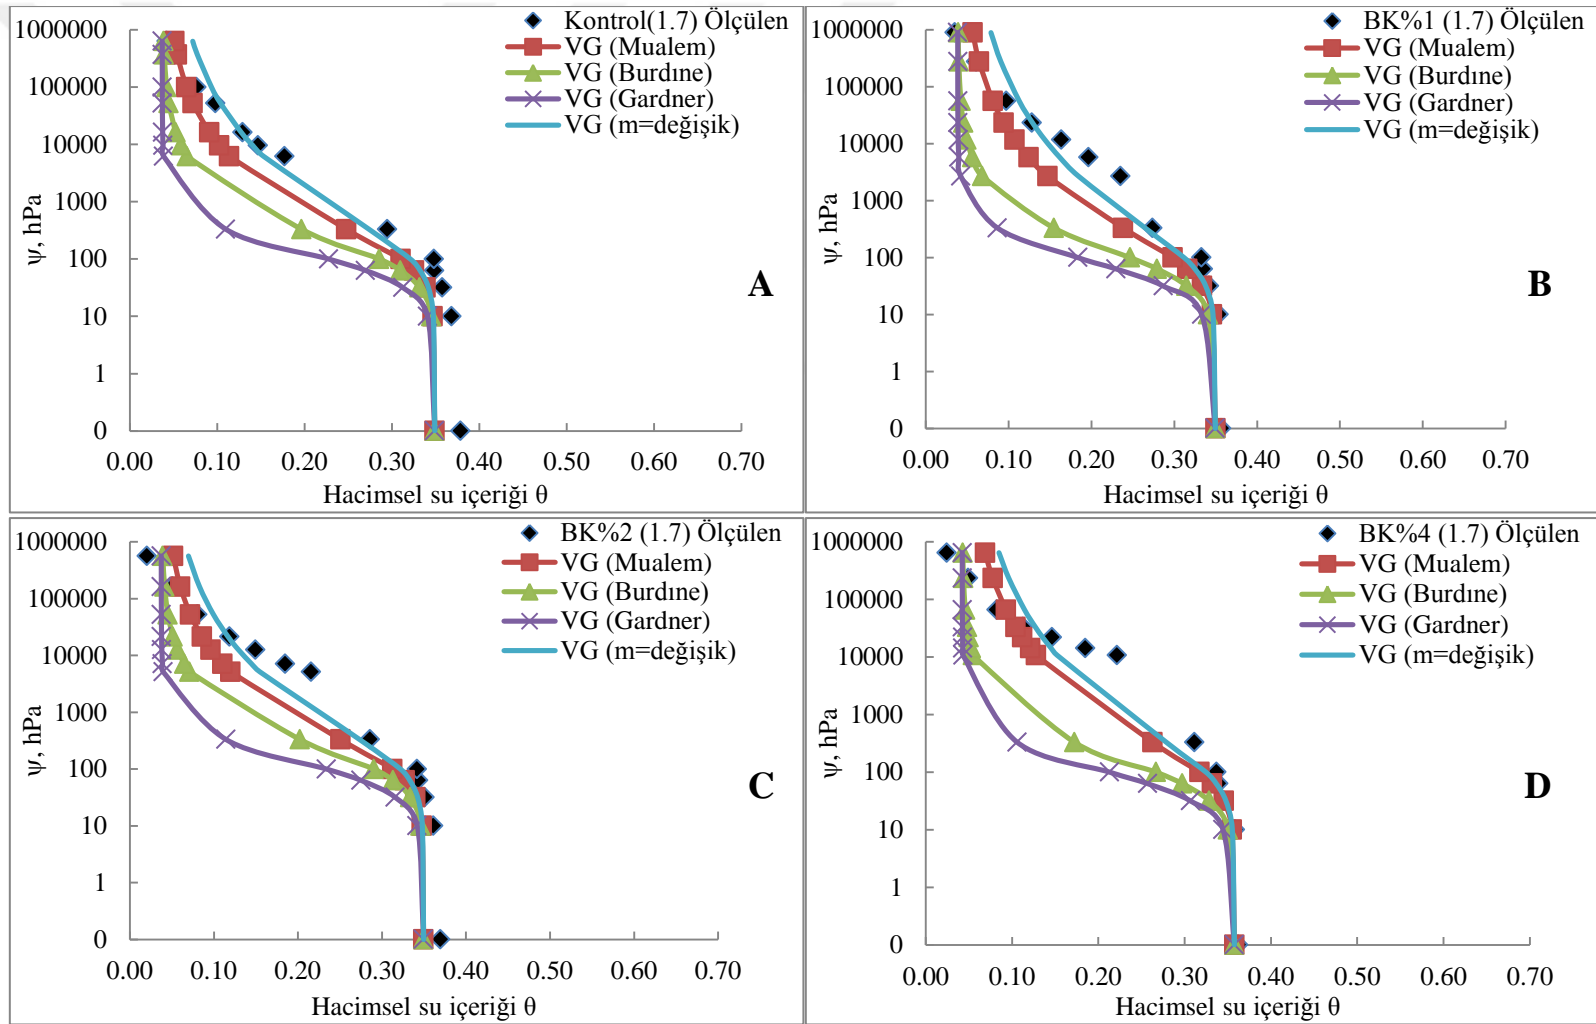 Kontrol(1.7) Ölçülen
VG (Mualem)
VG (Burdıne)
VG (Gardner)
VG (m=değişik)
1000000
100000
10000
1000
100
10
1
0
ψ, hPa
A
0.00 0.10 0.20 0.30 0.40 0.50 0.60 0.70
Hacimsel su içeriği θ
BK%1 (1.7) Ölçülen
VG (Mualem)
VG (Burdıne)
VG (Gardner)
VG (m=değişik)
1000000
100000
10000
1000
100
10
1
0
ψ, hPa
B
0.00 0.10 0.20 0.30 0.40 0.50 0.60 0.70
Hacimsel su içeriği θ
BK%2 (1.7) Ölçülen
VG (Mualem)
VG (Burdıne)
VG (Gardner)
VG (m=değişik)
1000000
100000
10000
1000
100
10
1
0
ψ, hPa
C
0.00 0.10 0.20 0.30 0.40 0.50 0.60 0.70
Hacimsel su içeriği θ
BK%4 (1.7) Ölçülen
VG (Mualem)
VG (Burdıne)
VG (Gardner)
VG (m=değişik)
1000000
100000
10000
1000
100
10
1
0
ψ, hPa
D
0.00 0.10 0.20 0.30 0.40 0.50 0.60 0.70
Hacimsel su içeriği θ